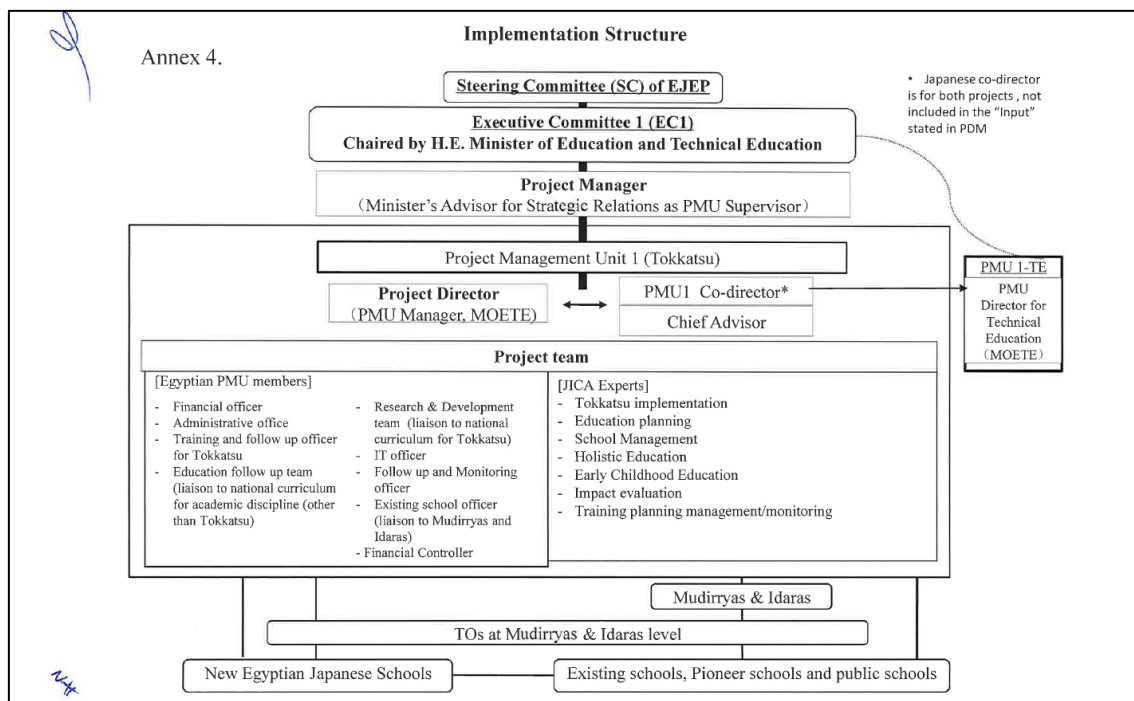 Implementation Structure
Annex 4.
Steering Committee (SC) of EJEP
Executive Committee 1 (EC1)
Chaired by H.E. Minister of Education and Technical Education
• Japanese co-director
is for both projects , not
included in the "Input"
stated in PDM
Project Manager
(Minister's Advisor for Strategic Relations as PMU Supervisor)
Project Management Unit 1 (Tokkatsu)
Project Director
(PMU Manager, MOETE)
PMU1 Co-director*
Chief Advisor
PMU 1-TE
PMU
Director for
Technical
Education
(MOETE)
Project team
[Egyptian PMU members]
- Financial officer
- Administrative office
- Training and follow up officer
for Tokkatsu
- Education follow up team
(liaison to national curriculum
for academic discipline (other
than Tokkatsu)
- Research & Development
team (liaison to national
curriculum for Tokkatsu)
- IT officer
- Follow up and Monitoring
officer
- Existing school officer
(liaison to Mudirryas and
Idaras)
- Financial Controller
[JICA Experts]
- Tokkatsu implementation
- Education planning
- School Management
- Holistic Education
- Early Childhood Education
- Impact evaluation
- Training planning management/monitoring
Mudirryas & Idaras
TOs at Mudirryas & Idaras level
New Egyptian Japanese Schools
Existing schools, Pioneer schools and public schools